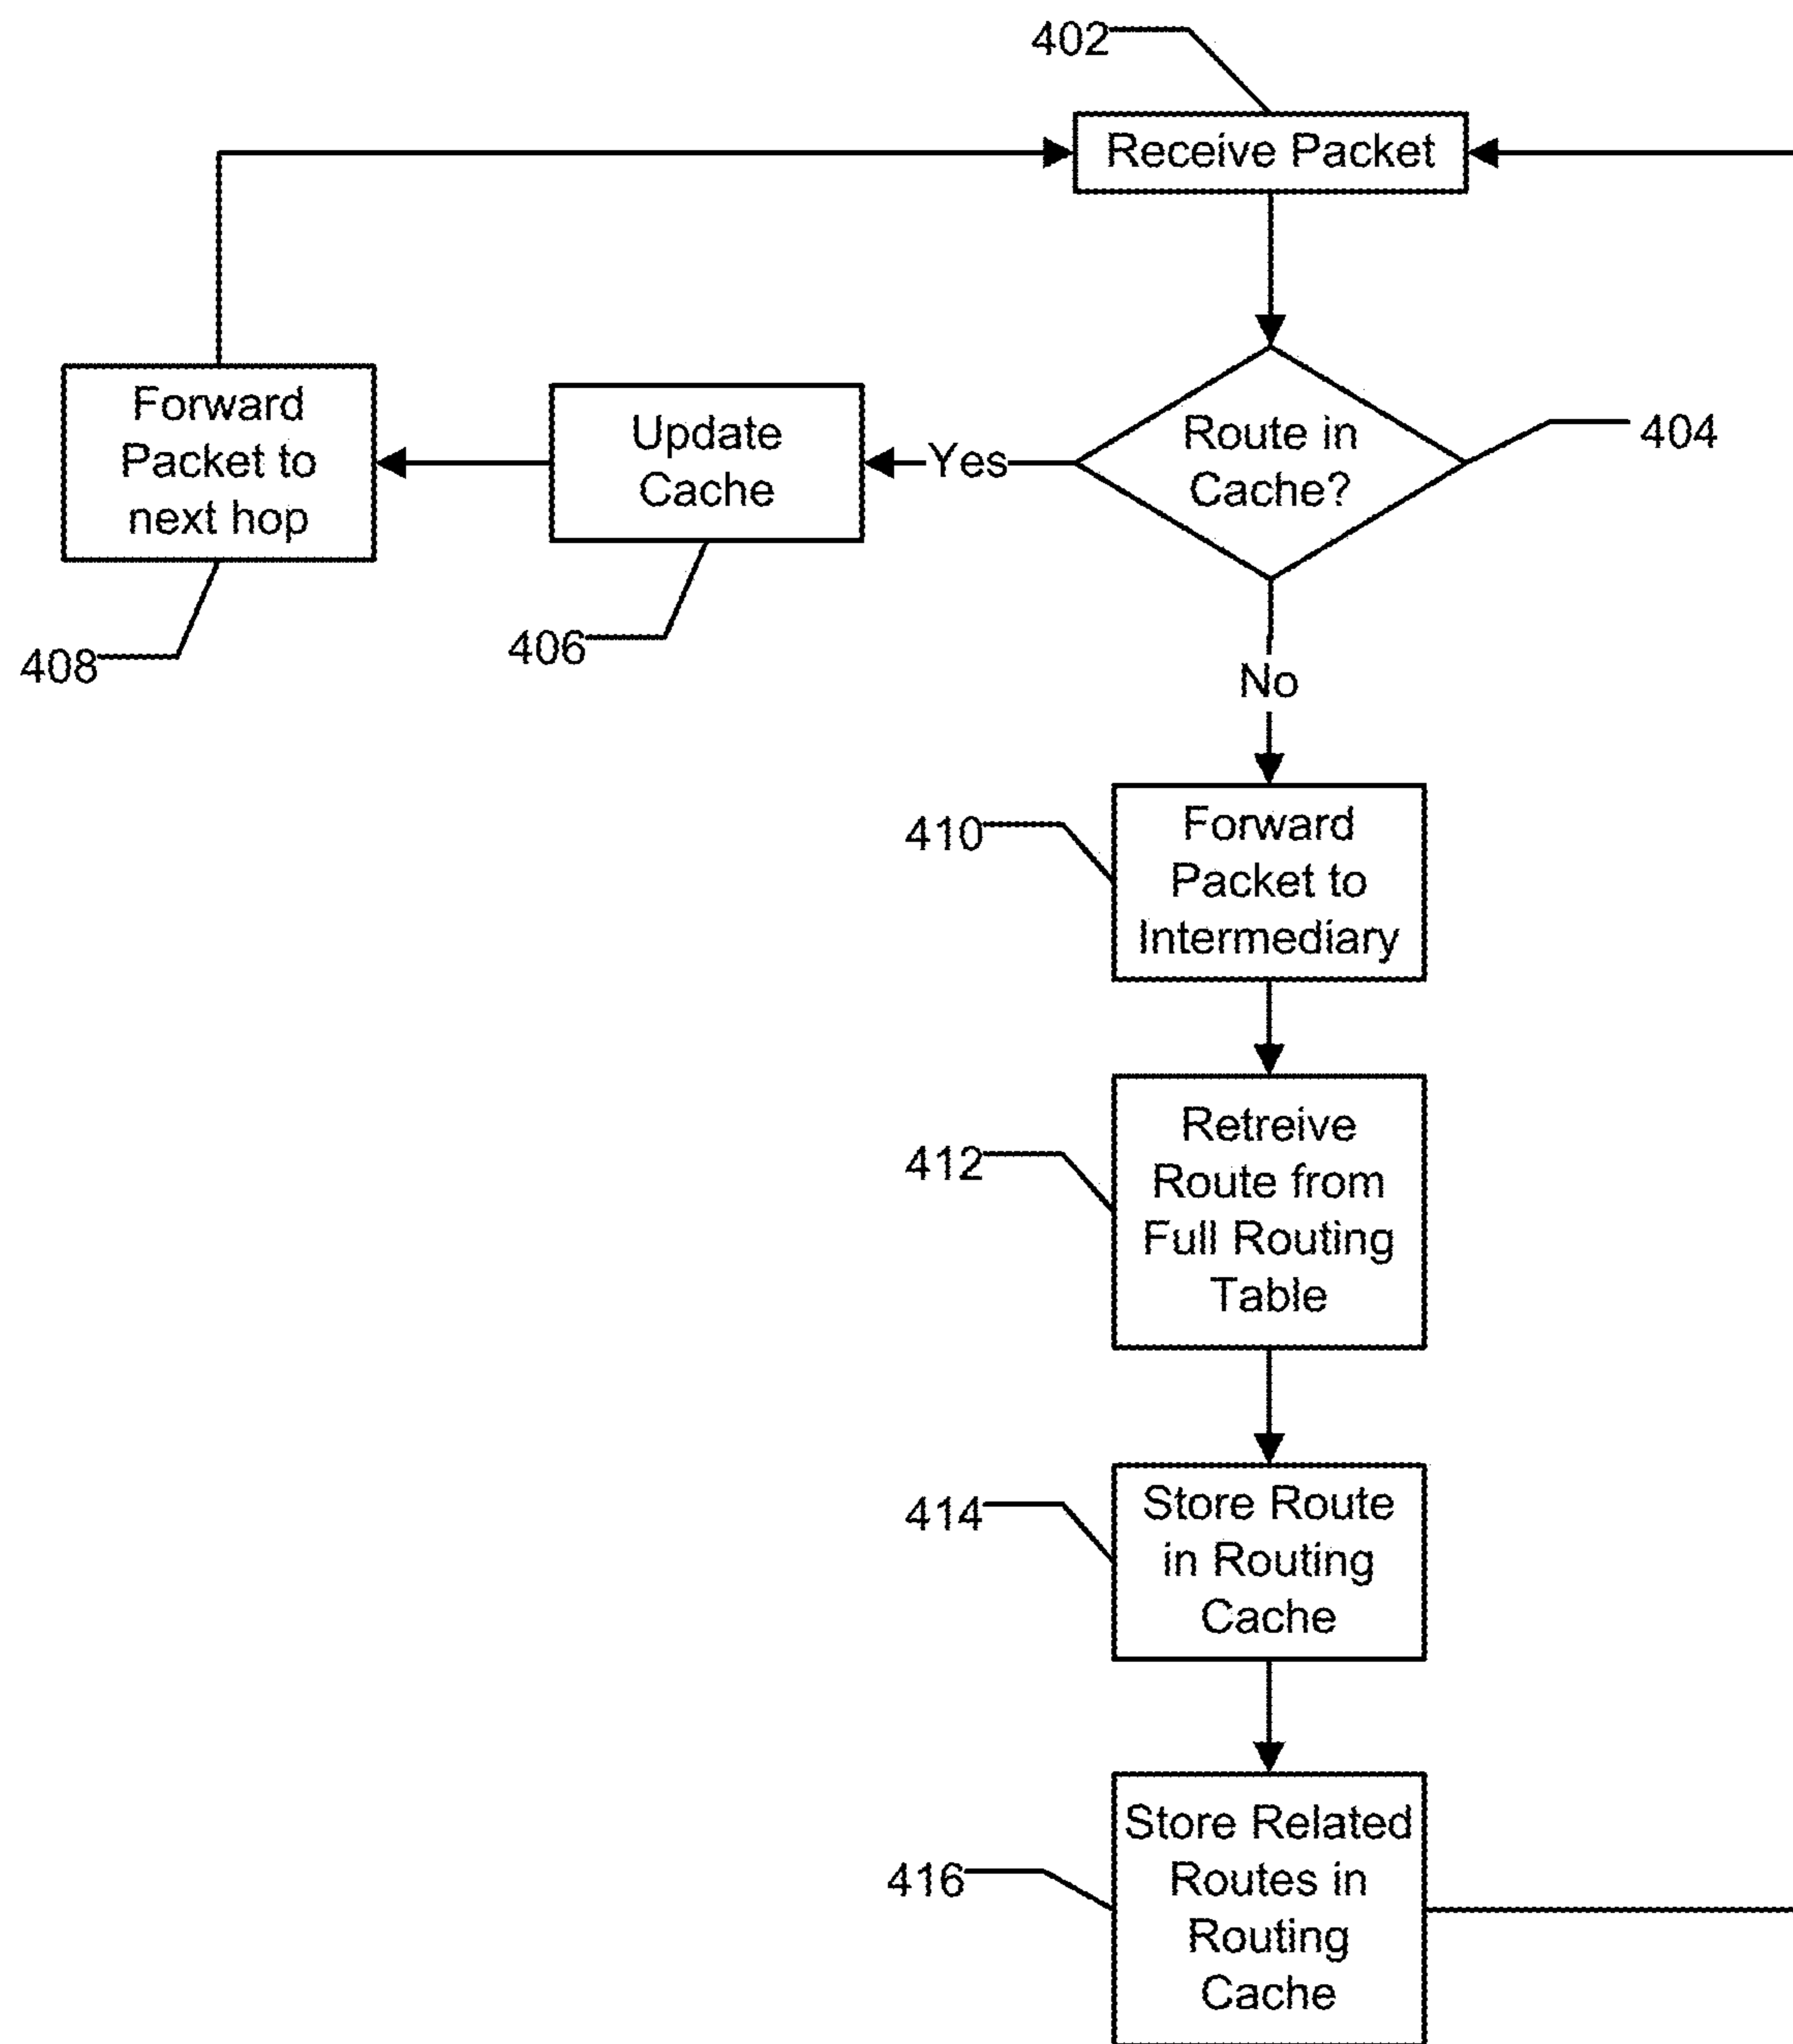 402
Receive Packet
Route in
Cache?
404
Yes
Update
Cache
406
Forward
Packet to
next hop
408
No
410
Forward
Packet to
Intermediary
412
Retreive
Route from
Full Routing
Table
414
Store Route
in Routing
Cache
416
Store Related
Routes in
Routing
Cache